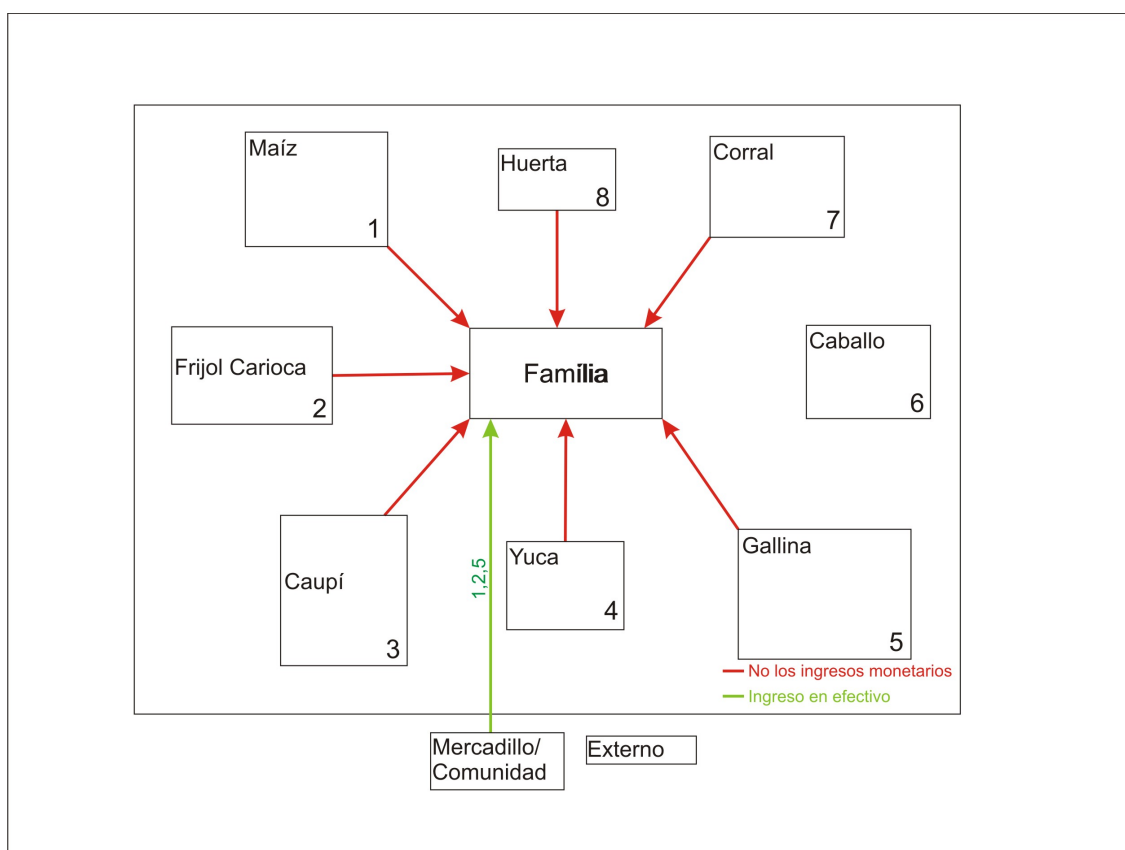 Maíz
1
Huerta
8
Corral
7
Frijol Carioca
2
Família
Caballo
6
Caupí
3
1,2,5
Yuca
4
Gallina
5
No los ingresos monetarios
Ingreso en efectivo
Mercadillo/
Comunidad
Externo